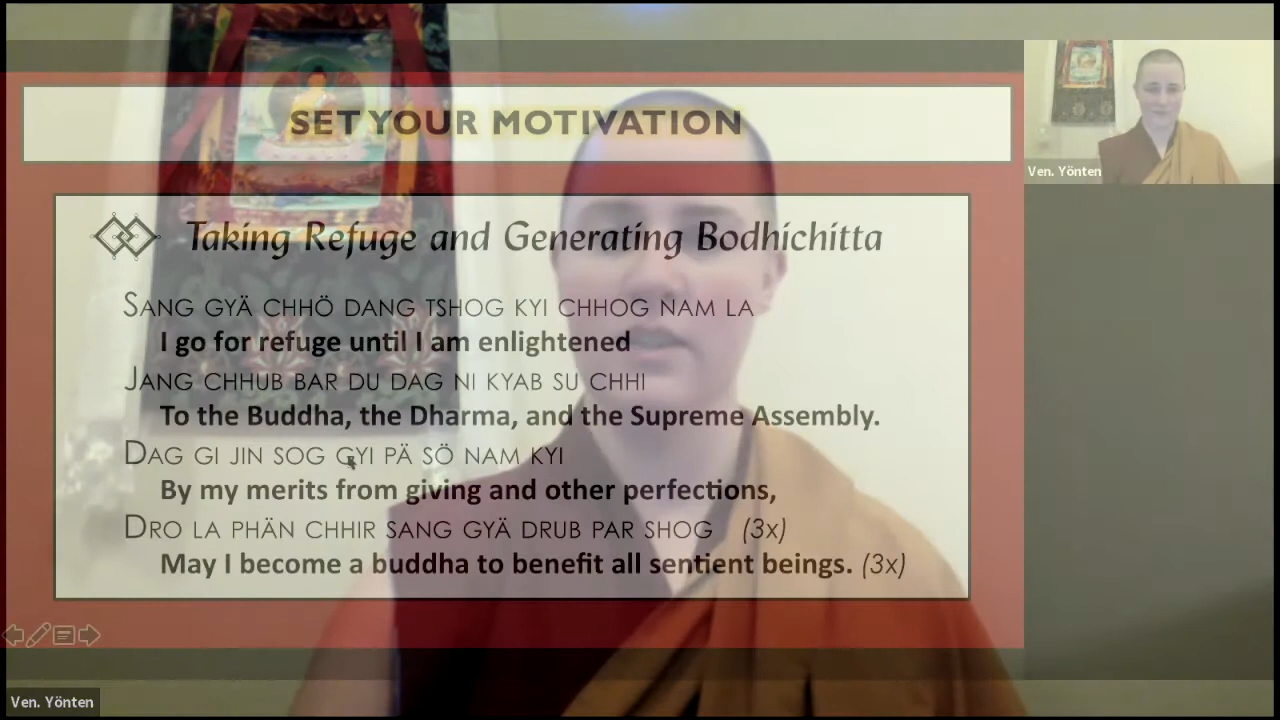 SET YOUR MOTIVATION
Ven. Yönten
Taking Refuge and Generating Bodhichitta
SANG GYÄ CHHÖ DANG TSHOG KYI CHHOG NAM LA
I go for refuge until I am enlightened
JANG CHHUB BAR DU DAG NI KYAB SU CHHI
To the Buddha, the Dharma, and the Supreme Assembly.
DAG GI JIN SOG GYI PÄ SÖ NAM KYI
By my merits from giving and other perfections,
DRO LA PHÄN CHHIR SANG GYÄ DRUB PAR SHOG (3x)
May I become a buddha to benefit all sentient beings. (3x)
Ven. Yönten